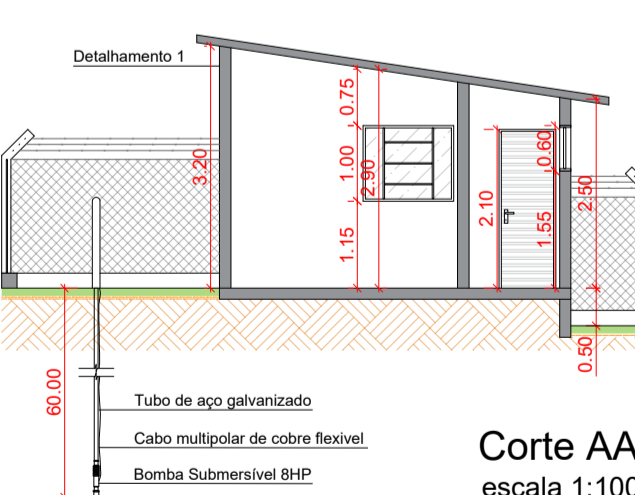 Detalhamento 1
0.75
3.20
1.00
2.90
1.15
2.10
0.60
1.55
2.50
0.50
60.00
Tubo de aço galvanizado
Cabo multipolar de cobre flexivel
Bomba Submersível 8HP
Corte AA
escala 1:100